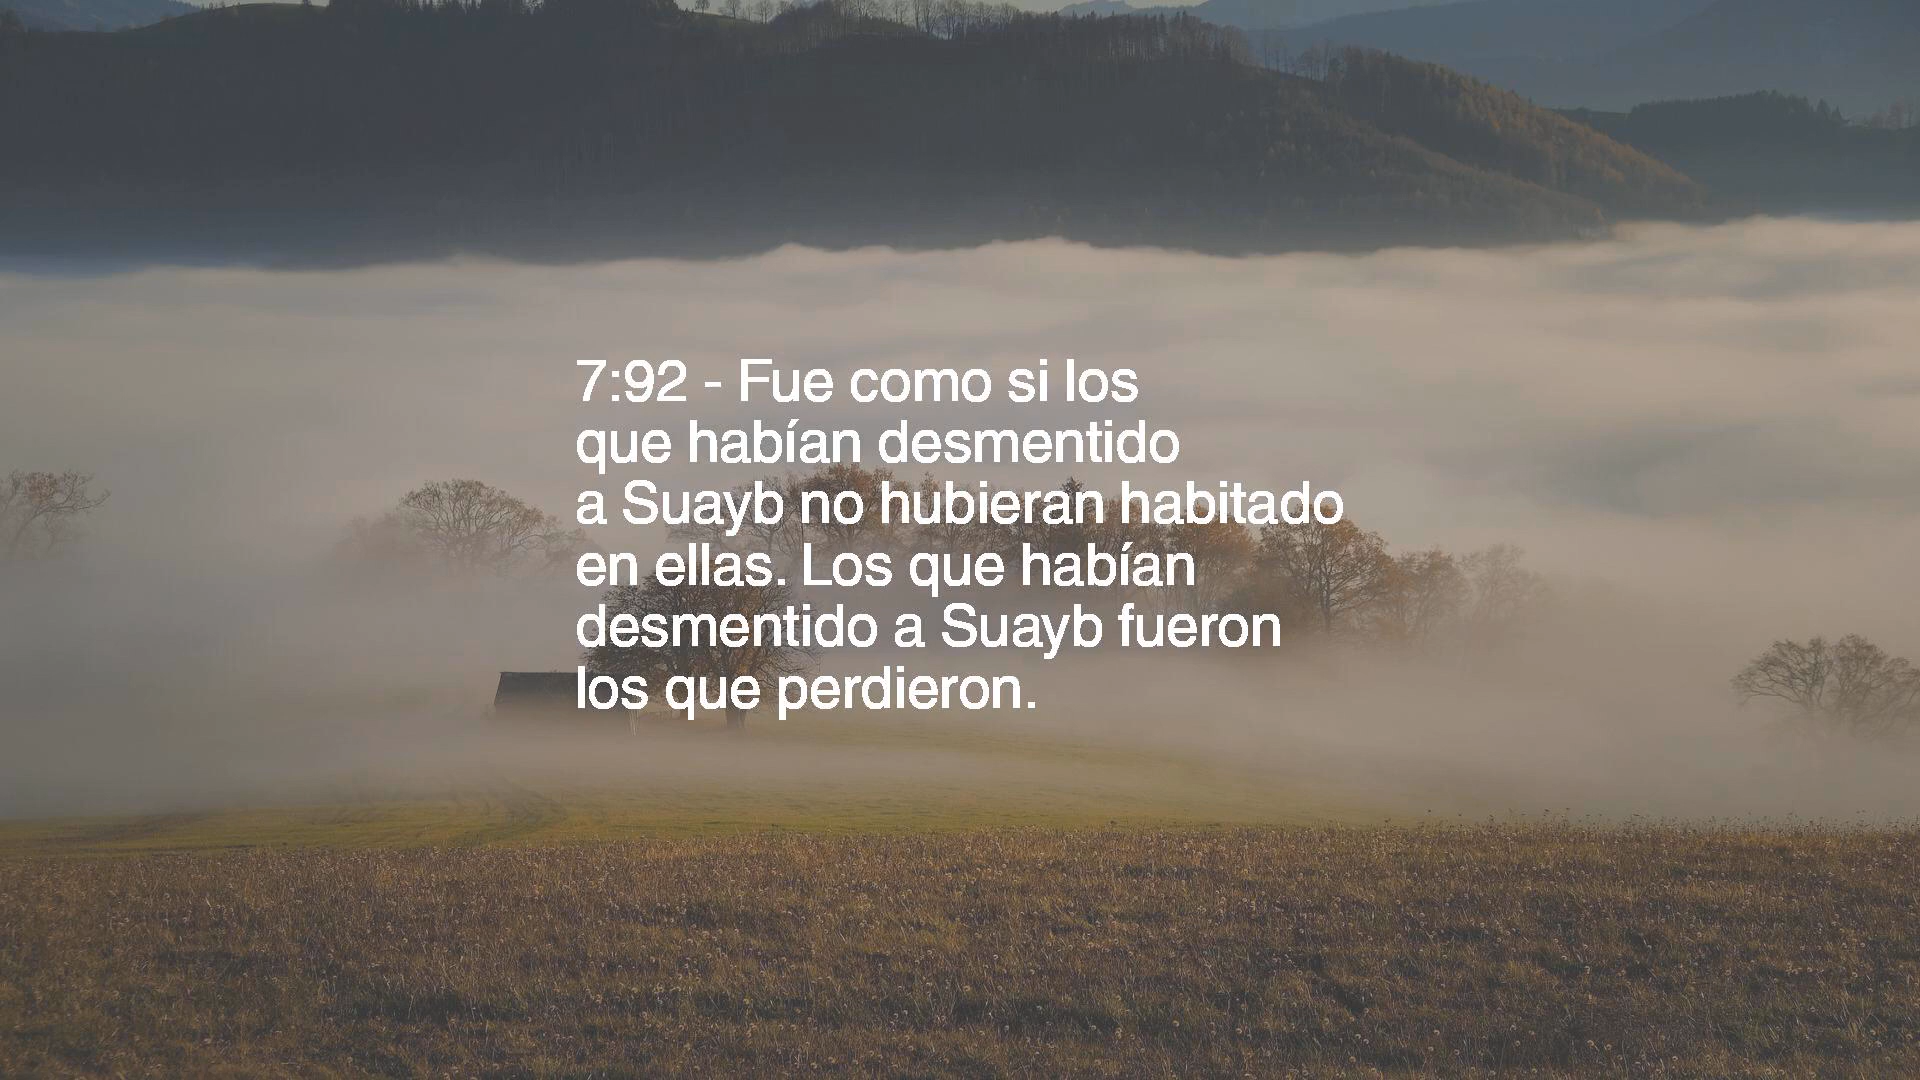 7:92 - Fue como si los
que habían desmentido
a Suayb no hubieran habitado
en ellas. Los que habían
desmentido a Suayb fueron
los que perdieron.